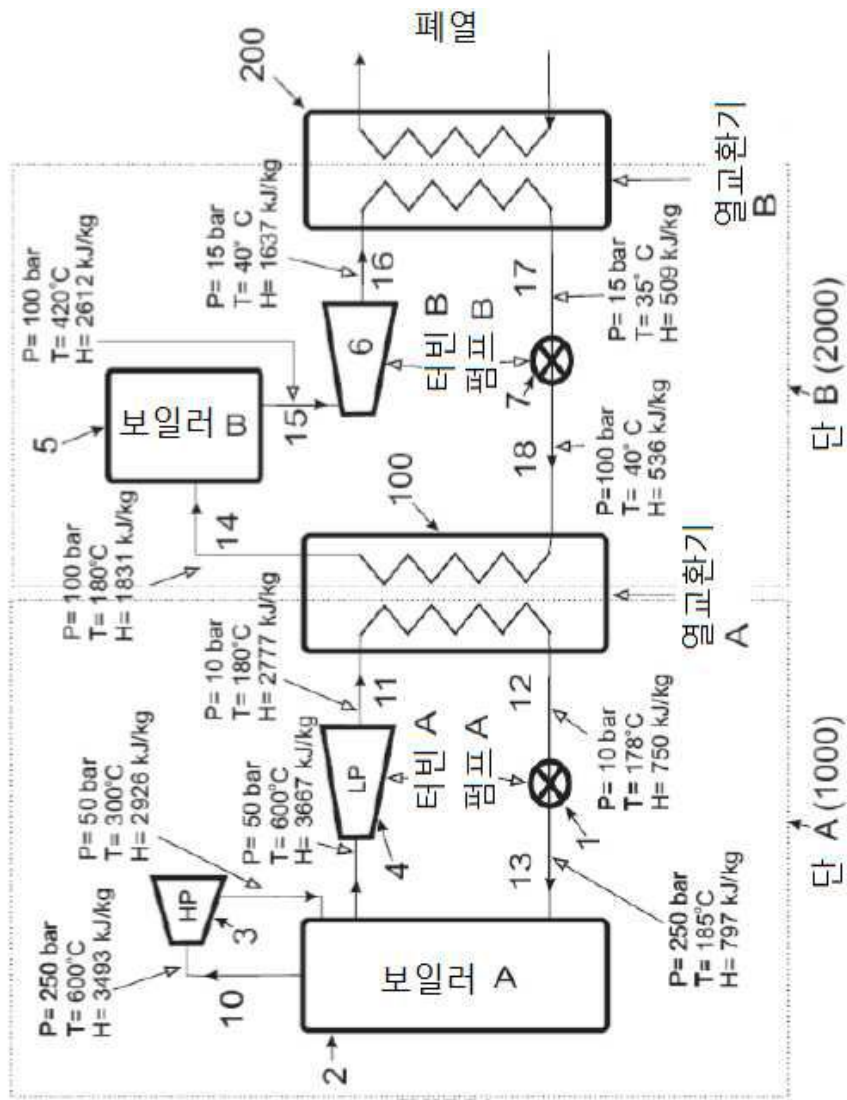 P= 250 bar
T= 600°C
H= 3493 kJ/kg
P= 50 bar
T= 300°C
H= 2926 kJ/kg
P= 50 bar
T= 600°C
H= 3667 kJ/kg
P= 10 bar
T= 180°C
H= 2777 kJ/kg
P= 100 bar
T= 180°C
H= 1831 kJ/kg
P= 100 bar
T= 420°C
H= 2612 kJ/kg
P= 15 bar
T= 40° C
H= 1637 kJ/kg
폐열
200
5
보일러 B
14
15
16
6
HP
3
10
LP
4
11
100
2
보일러 A
터빈 A
펌프 A
터빈 B
펌프 B
13
1
12
18
7
17
P= 250 bar
T= 185°C
H= 797 kJ/kg
P= 10 bar
T= 178°C
H= 750 kJ/kg
P=100 bar
T= 40° C
H= 536 kJ/kg
P= 15 bar
T= 35° C
H= 509 kJ/kg
열교환기
A
열교환기
B
단 A (1000)
단 B (2000)